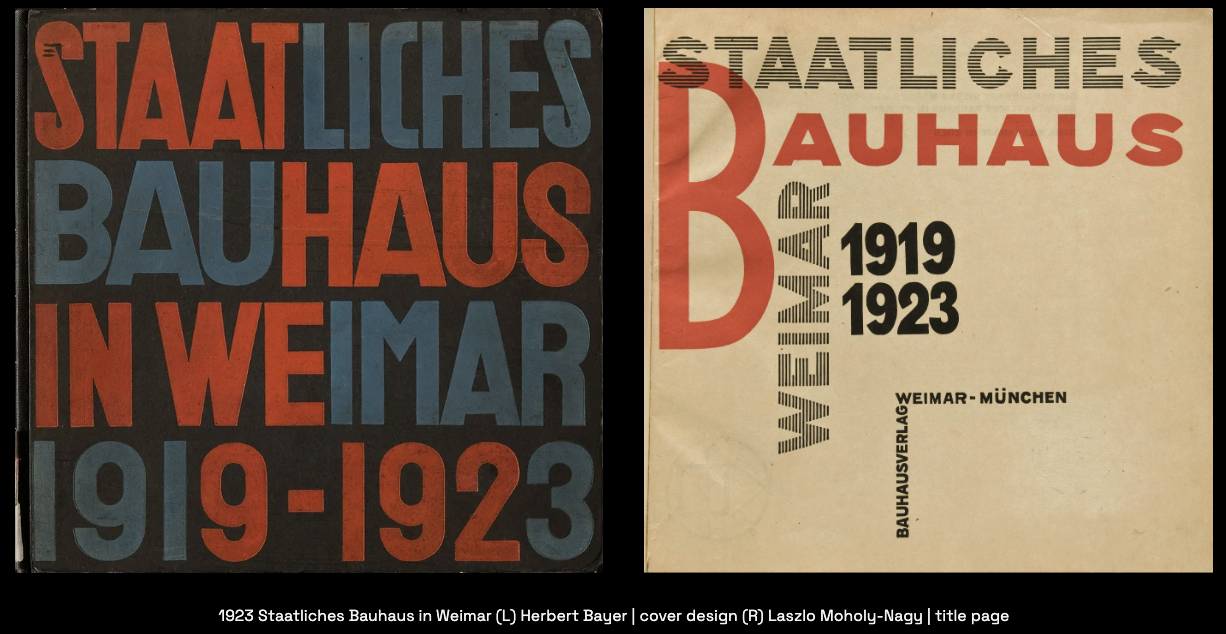 STAATLICHES
BAUHAUS
IN WEIMAR
1919-1923
STAATLICHES
BAUHAUS
WEIMAR
1919
1923
WEIMAR-MÜNCHEN
BAUHAUSVERLAG
1923 Staatliches Bauhaus in Weimar (L) Herbert Bayer | cover design (R) Laszlo Moholy-Nagy | title page